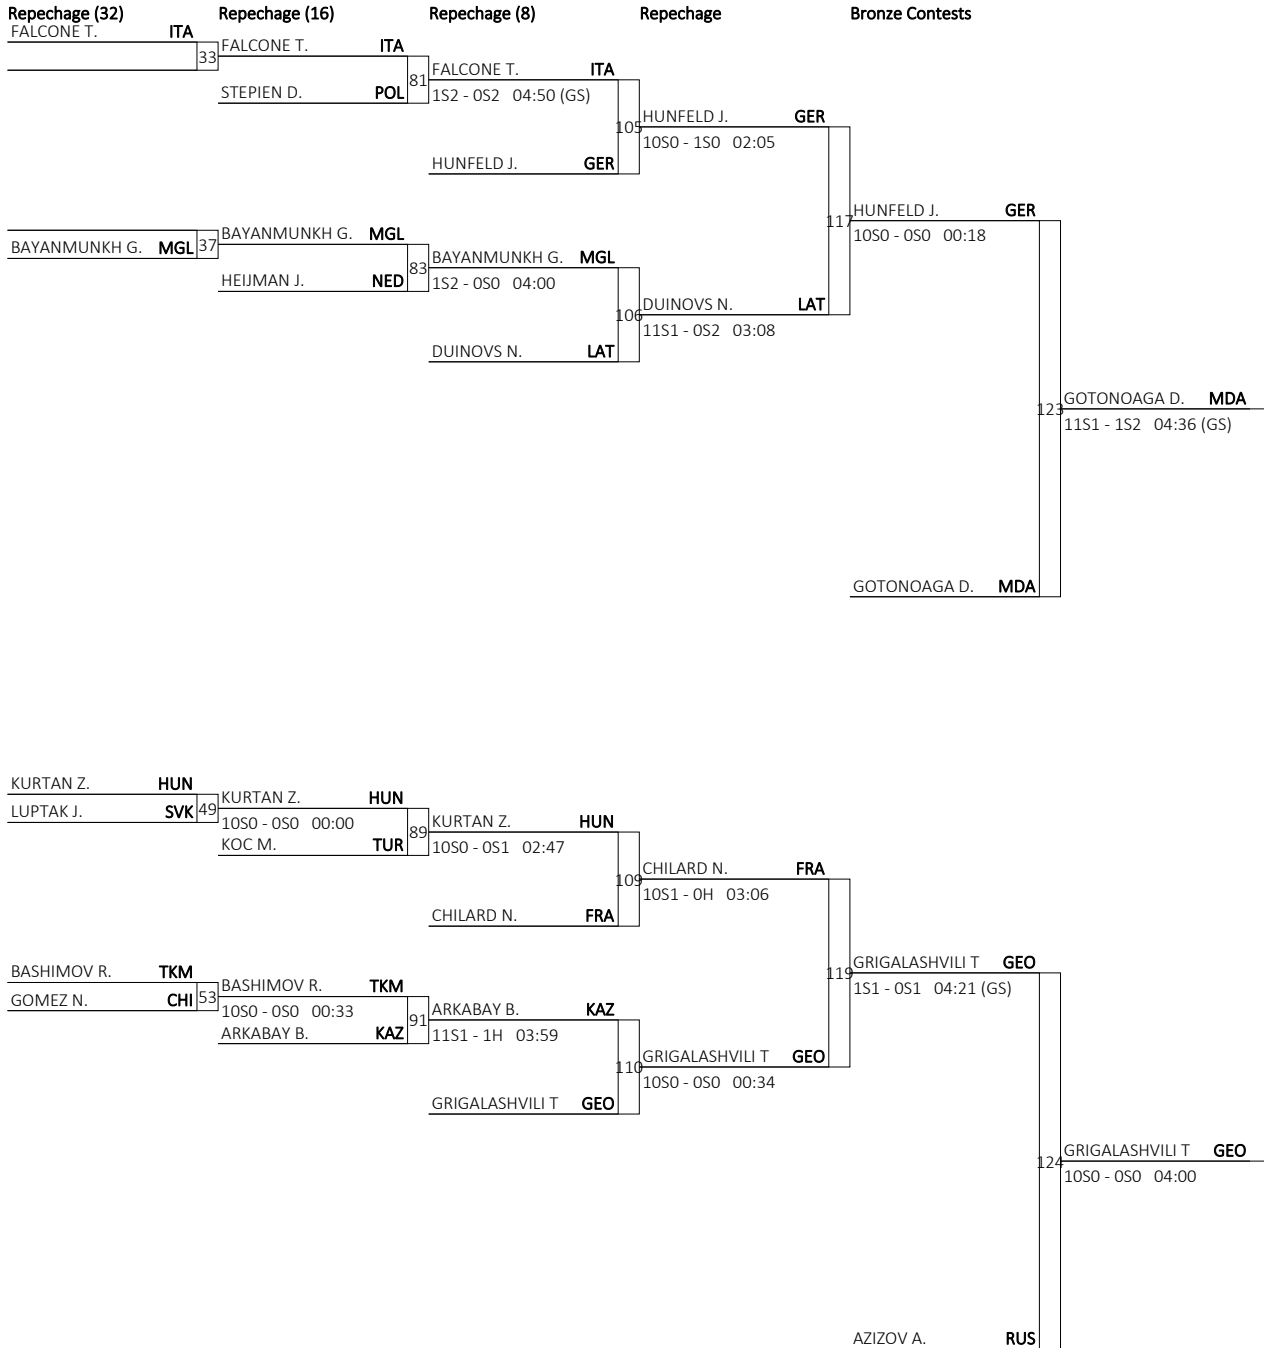 Repechage (32) Repechage (16) Repechage (8) Repechage Bronze Contests
FALCONE T. ITA
33
FALCONE T. ITA
STEPIEN D. POL
81
FALCONE T. ITA
1S2 - 0S2 04:50 (GS)
HUNFELD J. GER
105
HUNFELD J. GER
10S0 - 1S0 02:05
BAYANMUNKH G. MGL
37
BAYANMUNKH G. MGL
HEIJMAN J. NED
83
BAYANMUNKH G. MGL
1S2 - 0S0 04:00
DUINOVS N. LAT
106
DUINOVS N. LAT
11S1 - 0S2 03:08
117
HUNFELD J. GER
10S0 - 0S0 00:18
GOTONOAGA D. MDA
123
GOTONOAGA D. MDA
11S1 - 1S2 04:36 (GS)
KURTAN Z. HUN
LUPTAK J. SVK
49
KURTAN Z. HUN
10S0 - 0S0 00:00
KOC M. TUR
89
KURTAN Z. HUN
10S0 - 0S1 02:47
CHILARD N. FRA
109
CHILARD N. FRA
10S1 - 0H 03:06
BASHIMOV R. TKM
GOMEZ N. CHI
53
BASHIMOV R. TKM
10S0 - 0S0 00:33
ARKABAY B. KAZ
91
ARKABAY B. KAZ
11S1 - 1H 03:59
GRIGALASHVILI T GEO
110
GRIGALASHVILI T GEO
10S0 - 0S0 00:34
119
GRIGALASHVILI T GEO
1S1 - 0S1 04:21 (GS)
AZIZOV A. RUS
124
GRIGALASHVILI T GEO
10S0 - 0S0 04:00